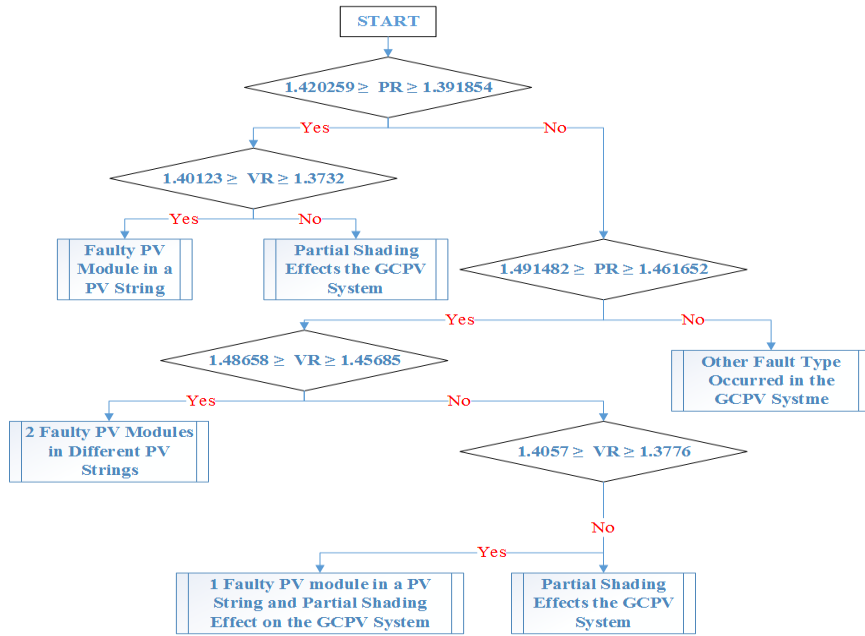 START
1.420259 ≥ PR ≥ 1.391854
Yes
No
1.40123 ≥ VR ≥ 1.3732
Yes
No
Faulty PV
Module in a
PV String
Partial Shading
Effects the GCPV
System
1.491482 ≥ PR ≥ 1.461652
Yes
No
1.48658 ≥ VR ≥ 1.45685
Other Fault Type
Occurred in the
GCPV Systme
Yes
No
2 Faulty PV Modules
in Different PV
Strings
1.4057 ≥ VR ≥ 1.3776
No
Yes
1 Faulty PV module in a PV
String and Partial Shading
Effect on the GCPV System
Partial Shading
Effects the GCPV
System